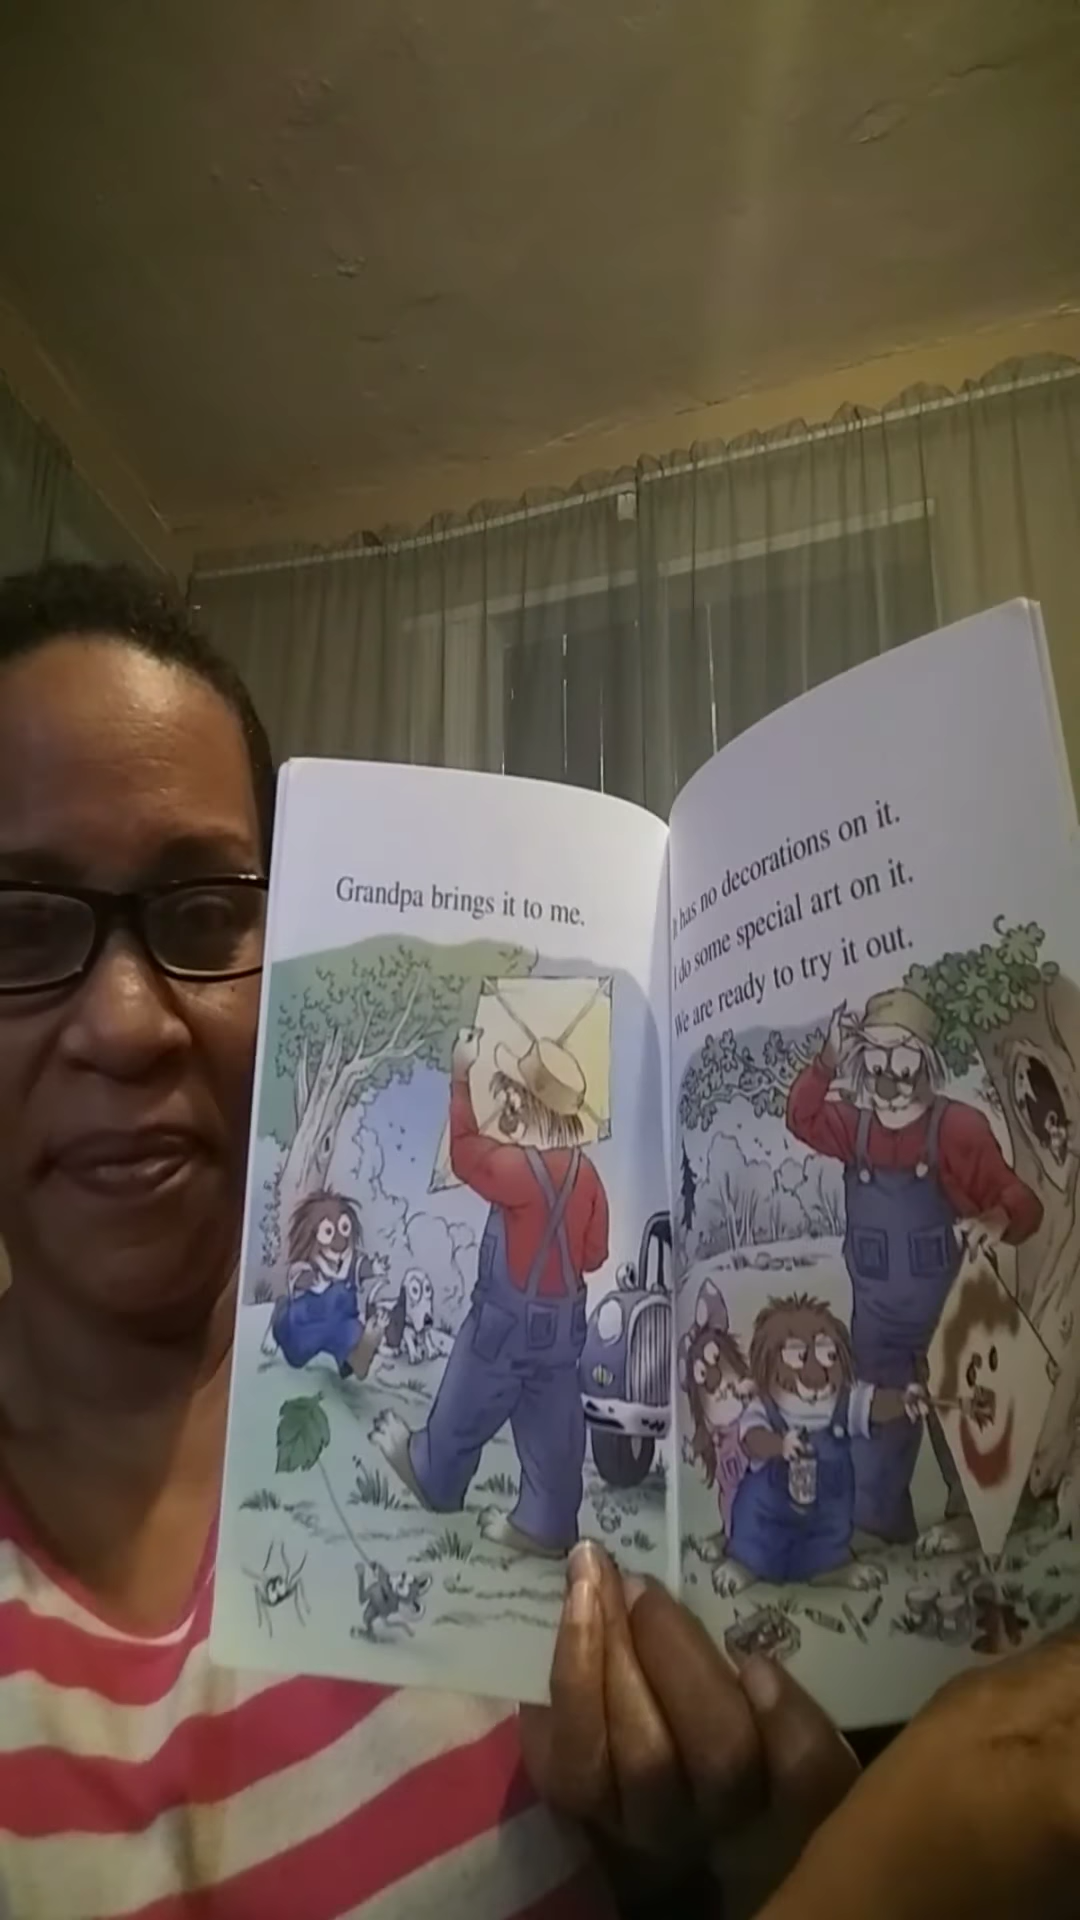 Grandpa brings it to me.
It has no decorations on it.
I do some special art on it.
We are ready to try it out.